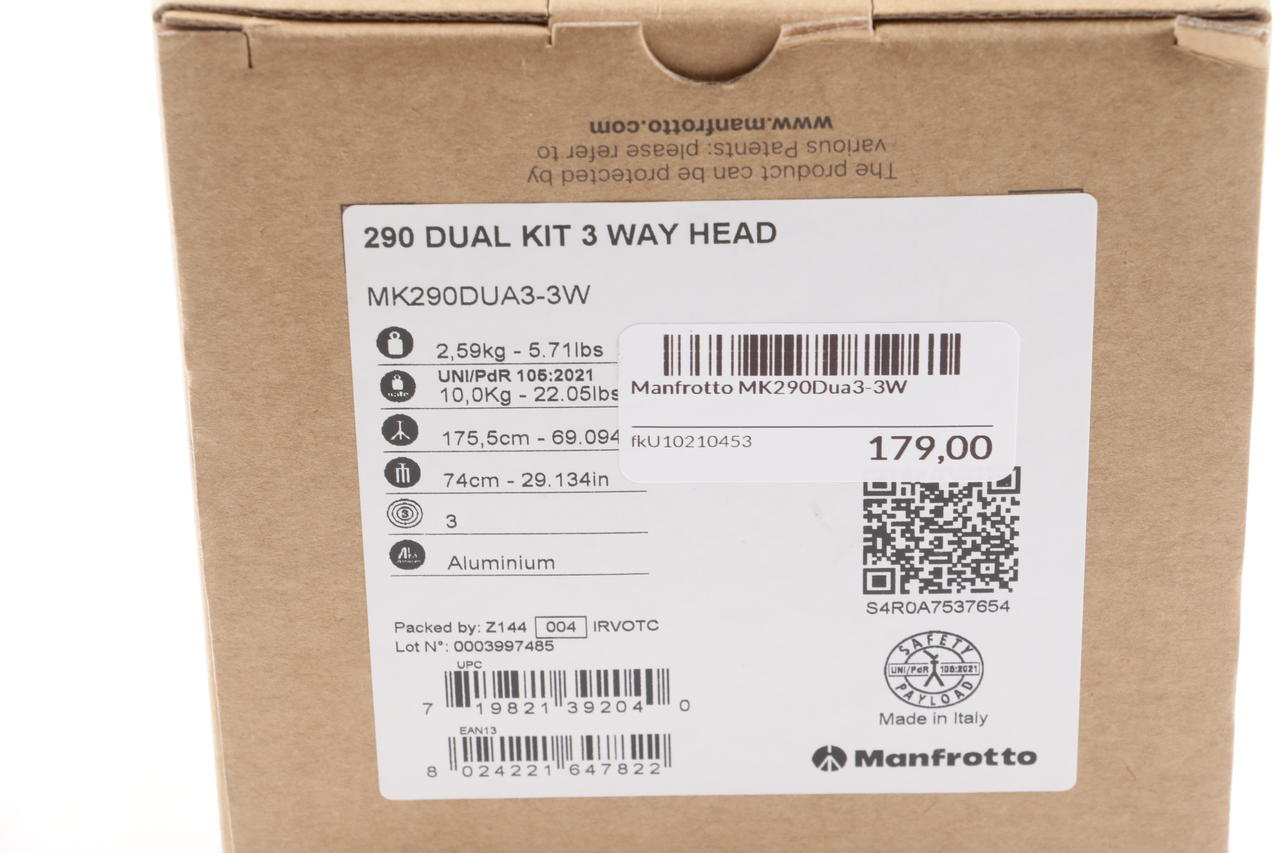 The product can be protected by
various Patents: please refer to
www.manfrotto.com
290 DUAL KIT 3 WAY HEAD
MK290DUA3-3W
2,59kg - 5.71lbs
UNI/PdR 105:2021
10,0Kg - 22.05lbs
175,5cm - 69.094
74cm - 29.134in
3
Aluminium
Manfrotto MK290Dua3-3W
fkU10210453
179,00
S4R0A7537654
Packed by: Z144 004 IRVOTC
Lot N°: 0003997485
UPC
7 19821 39204 0
EAN13
8 024221 647822
SAFETY
UNI/PdR 105:2021
PAYLOAD
Made in Italy
Manfrotto